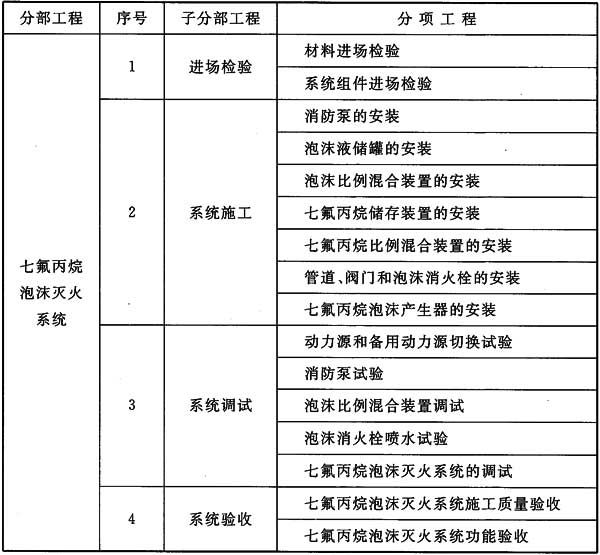 分部工程 序号 子分部工程 分项工程
七氟丙烷
泡沫灭火
系统
1 进场检验
材料进场检验
系统组件进场检验
2 系统施工
消防泵的安装
泡沫液储罐的安装
泡沫比例混合装置的安装
七氟丙烷储存装置的安装
七氟丙烷比例混合装置的安装
管道、阀门和泡沫消火栓的安装
七氟丙烷泡沫产生器的安装
3 系统调试
动力源和备用动力源切换试验
消防泵试验
泡沫比例混合装置调试
泡沫消火栓喷水试验
七氟丙烷泡沫灭火系统的调试
4 系统验收
七氟丙烷泡沫灭火系统施工质量验收
七氟丙烷泡沫灭火系统功能验收